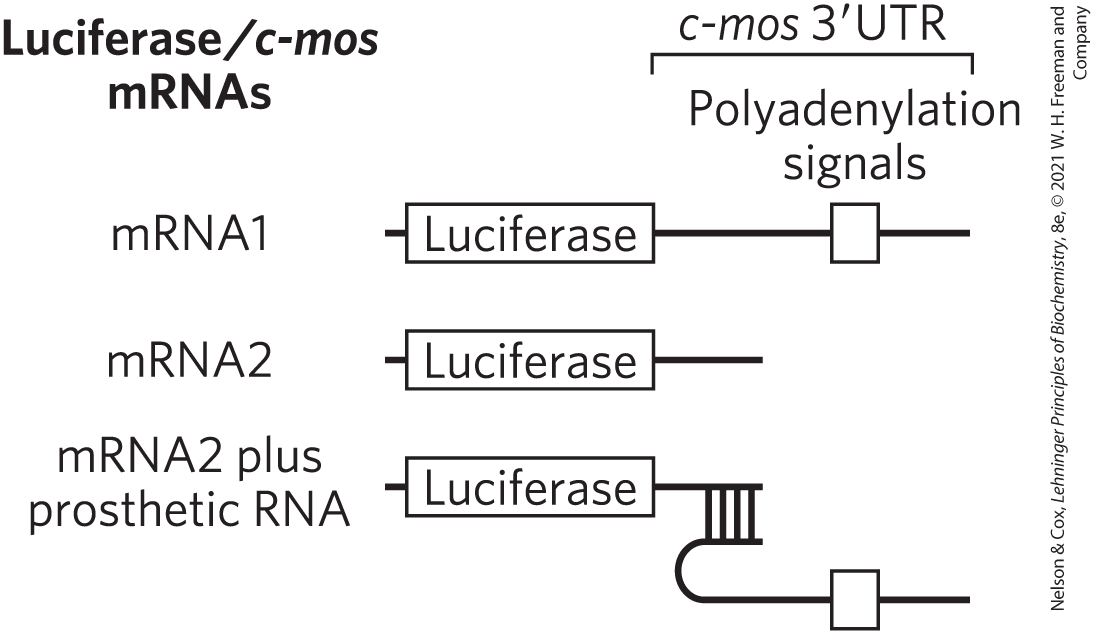 Luciferase/c-mos
mRNAs
c-mos 3′UTR
Polyadenylation
signals
mRNA1
Luciferase
mRNA2
Luciferase
mRNA2 plus
prosthetic RNA
Luciferase
Nelson & Cox, Lehninger Principles of Biochemistry, 8e, © 2021 W. H. Freeman and
Company